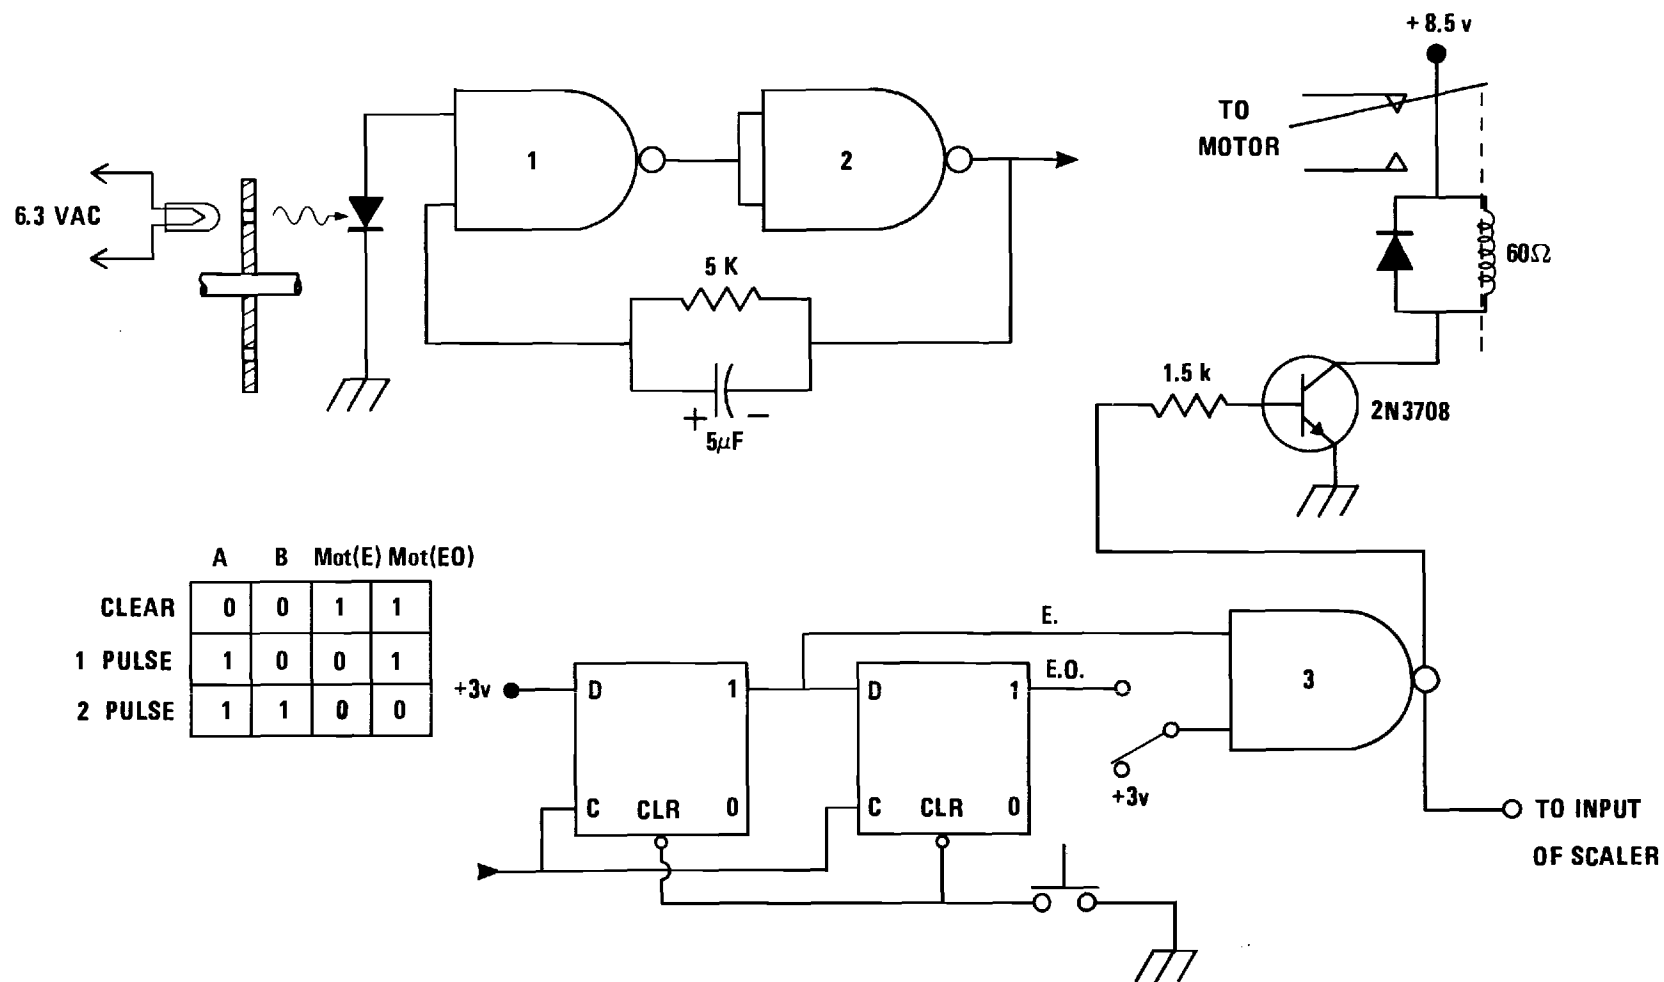 + 8.5 v
TO
MOTOR
1
2
6.3 VAC
5 K
+ –
5μF
60Ω
1.5 k
2N3708
A B Mot(E) Mot(EO)
CLEAR 0 0 1 1
1 PULSE 1 0 0 1
2 PULSE 1 1 0 0
+3v
D 1
C CLR 0
E.
E.O.
D 1
C CLR 0
+3v
3
TO INPUT
OF SCALER